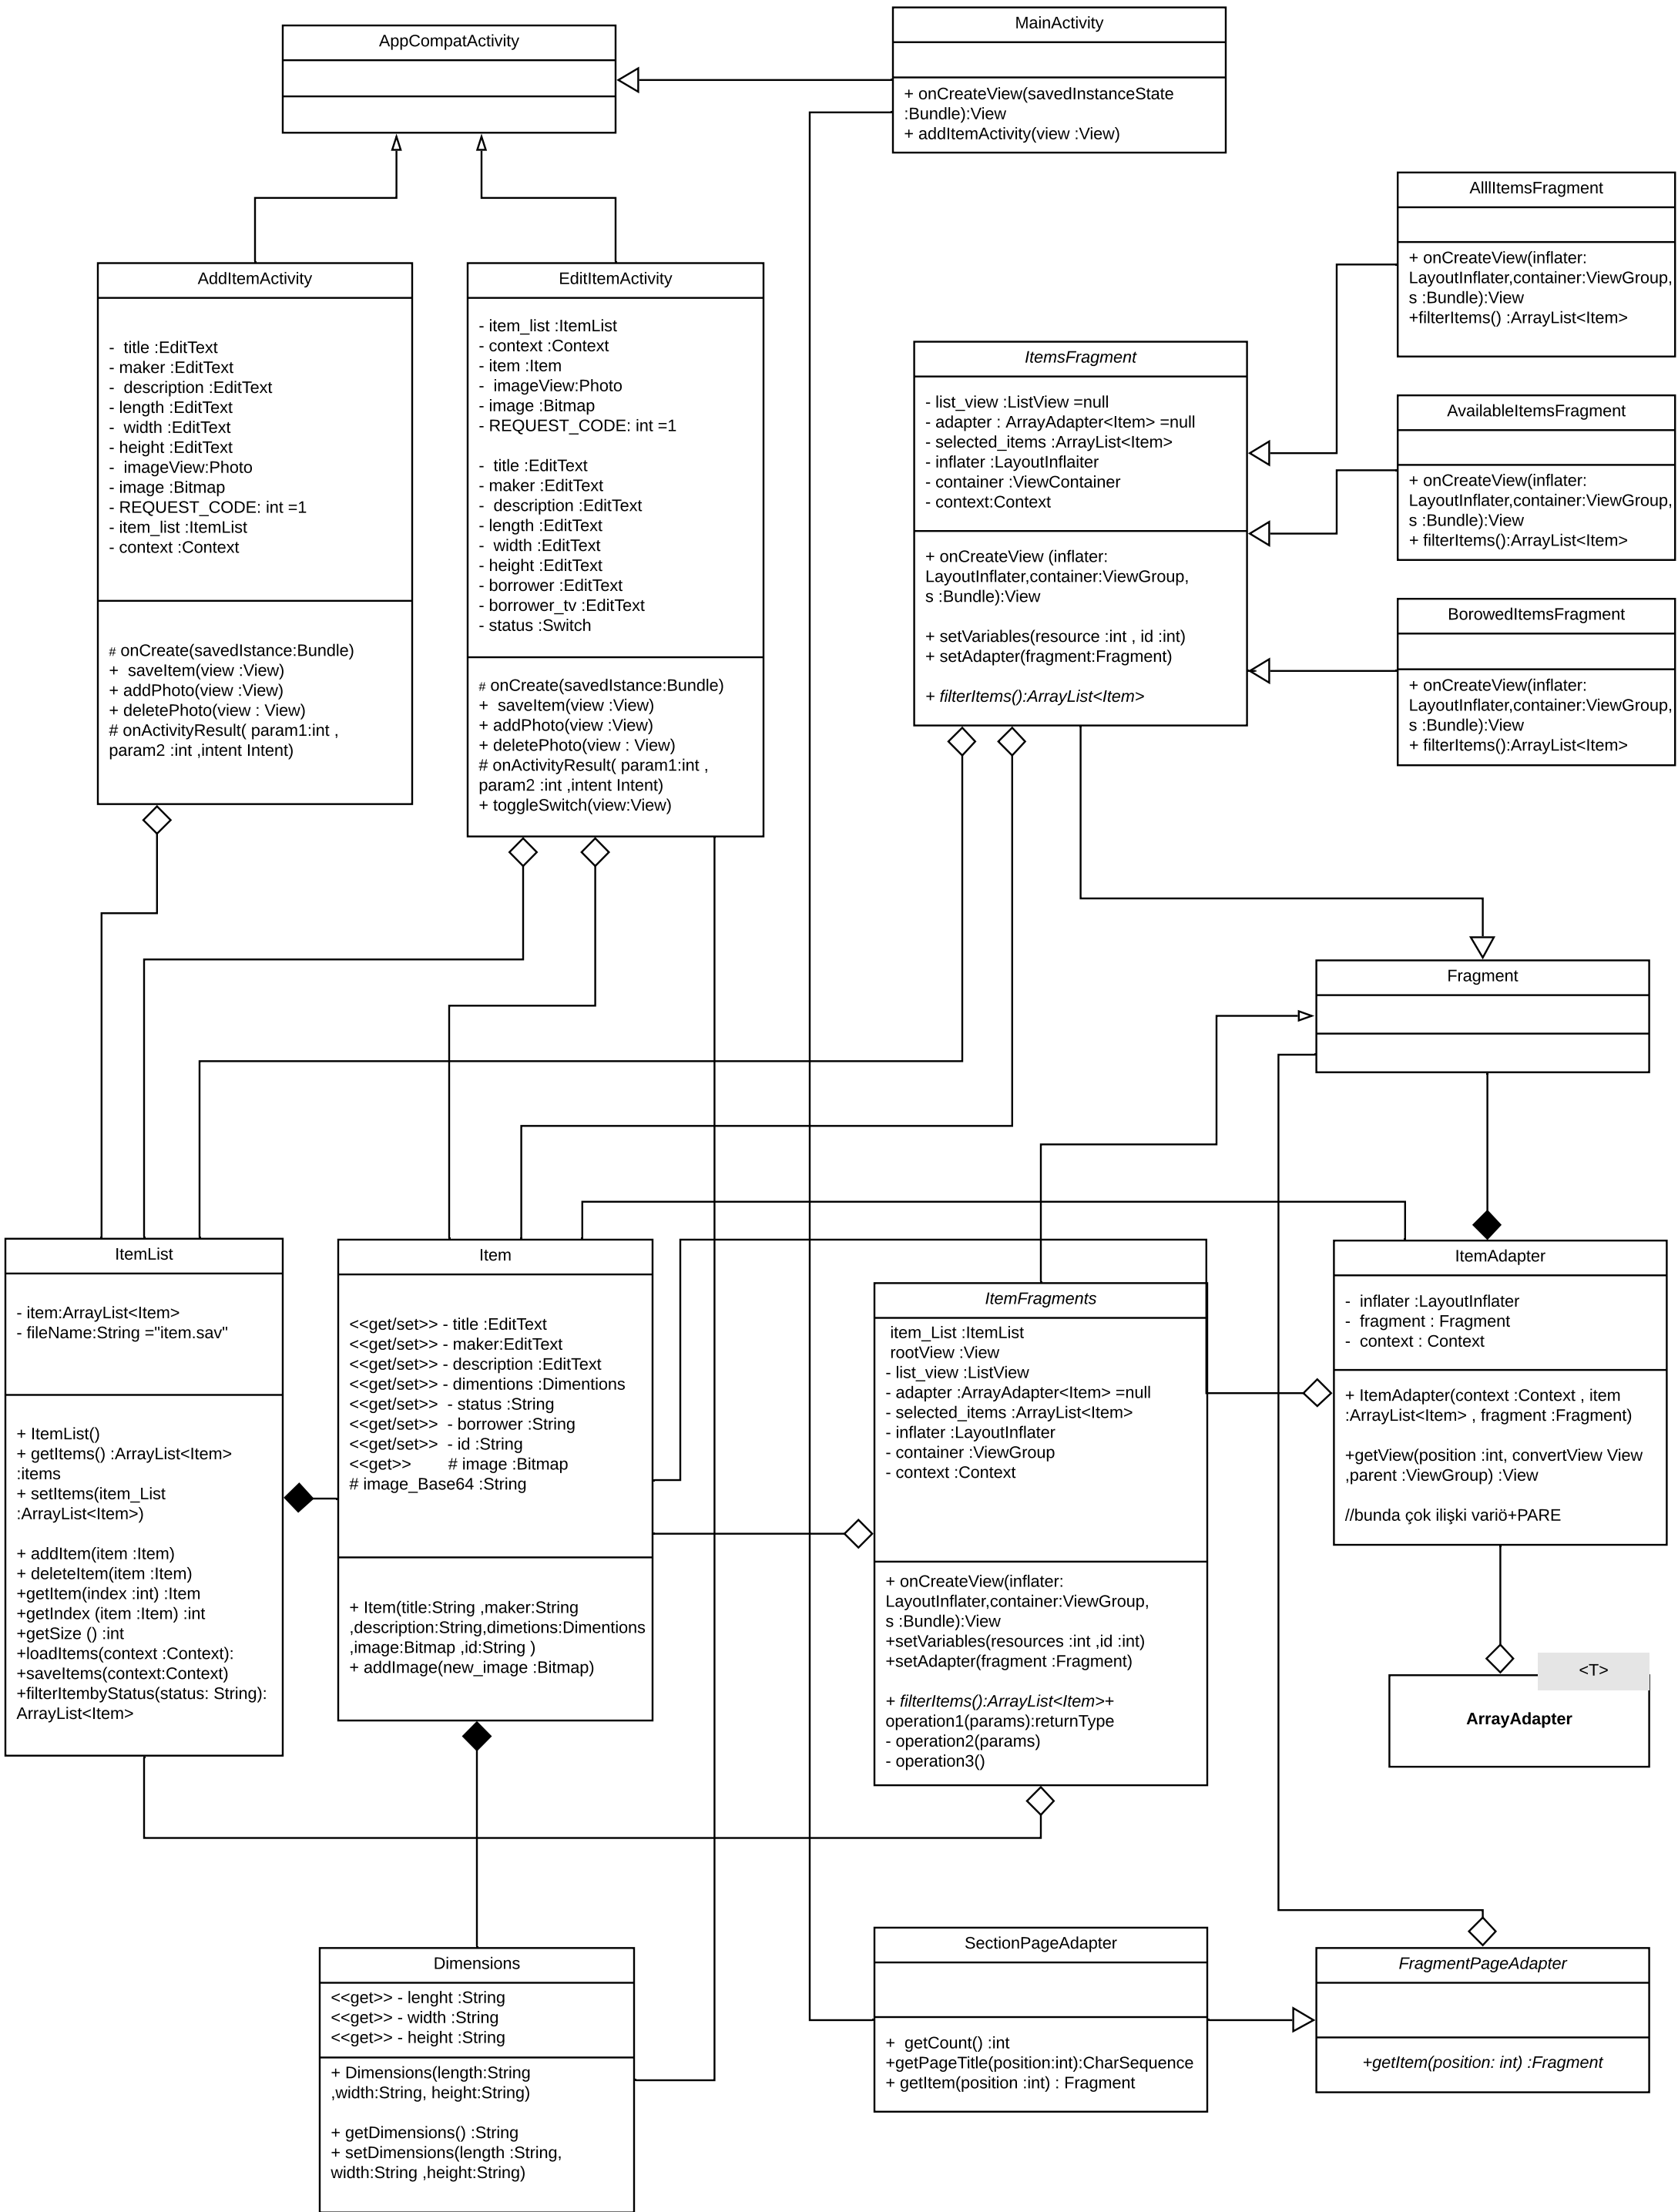 AppCompatActivity
MainActivity
+ onCreateView(savedInstanceState
:Bundle):View
+ addItemActivity(view :View)
AlllItemsFragment
+ onCreateView(inflater:
LayoutInflater,container:ViewGroup,
s :Bundle):View
+filterItems() :ArrayList<Item>
AddItemActivity
-  title :EditText
- maker :EditText
-  description :EditText
- length :EditText
-  width :EditText
- height :EditText
-  imageView:Photo
- image :Bitmap
- REQUEST_CODE: int =1
- item_list :ItemList
- context :Context
# onCreate(savedIstance:Bundle)
+  saveItem(view :View)
+ addPhoto(view :View)
+ deletePhoto(view : View)
# onActivityResult( param1:int ,
param2 :int ,intent Intent)
EditItemActivity
- item_list :ItemList
- context :Context
- item :Item
-  imageView:Photo
- image :Bitmap
- REQUEST_CODE: int =1
-  title :EditText
- maker :EditText
-  description :EditText
- length :EditText
-  width :EditText
- height :EditText
- borrower :EditText
- borrower_tv :EditText
- status :Switch
# onCreate(savedIstance:Bundle)
+  saveItem(view :View)
+ addPhoto(view :View)
+ deletePhoto(view : View)
# onActivityResult( param1:int ,
param2 :int ,intent Intent)
+ toggleSwitch(view:View)
ItemsFragment
- list_view :ListView =null
- adapter : ArrayAdapter<Item> =null
- selected_items :ArrayList<Item>
- inflater :LayoutInflaiter
- container :ViewContainer
- context:Context
+ onCreateView (inflater:
LayoutInflater,container:ViewGroup,
s :Bundle):View
+ setVariables(resource :int , id :int)
+ setAdapter(fragment:Fragment)
+ filterItems():ArrayList<Item>
AvailableItemsFragment
+ onCreateView(inflater:
LayoutInflater,container:ViewGroup,
s :Bundle):View
+ filterItems():ArrayList<Item>
BorowedItemsFragment
+ onCreateView(inflater:
LayoutInflater,container:ViewGroup,
s :Bundle):View
+ filterItems():ArrayList<Item>
Fragment
ItemList
- item:ArrayList<Item>
- fileName:String ="item.sav"
+ ItemList()
+ getItems() :ArrayList<Item>
:items
+ setItems(item_List
:ArrayList<Item>)
+ addItem(item :Item)
+ deleteItem(item :Item)
+getItem(index :int) :Item
+getIndex (item :Item) :int
+getSize () :int
+loadItems(context :Context):
+saveItems(context:Context)
+filterItembyStatus(status: String):
ArrayList<Item>
Item
<<get/set>> - title :EditText
<<get/set>> - maker:EditText
<<get/set>> - description :EditText
<<get/set>> - dimentions :Dimentions
<<get/set>>  - status :String
<<get/set>>  - borrower :String
<<get/set>>  - id :String
<<get>>        # image :Bitmap
# image_Base64 :String
+ Item(title:String ,maker:String
,description:String,dimetions:Dimentions
,image:Bitmap ,id:String )
+ addImage(new_image :Bitmap)
ItemFragments
item_List :ItemList
rootView :View
- list_view :ListView
- adapter :ArrayAdapter<Item> =null
- selected_items :ArrayList<Item>
- inflater :LayoutInflater
- container :ViewGroup
- context :Context
+ onCreateView(inflater:
LayoutInflater,container:ViewGroup,
s :Bundle):View
+setVariables(resources :int ,id :int)
+setAdapter(fragment :Fragment)
+ filterItems():ArrayList<Item>+
operation1(params):returnType
- operation2(params)
- operation3()
ItemAdapter
-  inflater :LayoutInflater
-  fragment : Fragment
-  context : Context
+ ItemAdapter(context :Context , item
:ArrayList<Item> , fragment :Fragment)
+getView(position :int, convertView View
,parent :ViewGroup) :View
//bunda çok ilişki variö+PARE
<T>
ArrayAdapter
Dimensions
<<get>> - lenght :String
<<get>> - width :String
<<get>> - height :String
+ Dimensions(length:String
,width:String, height:String)
+ getDimensions() :String
+ setDimensions(length :String,
width:String ,height:String)
SectionPageAdapter
+  getCount() :int
+getPageTitle(position:int):CharSequence
+ getItem(position :int) : Fragment
FragmentPageAdapter
+getItem(position: int) :Fragment